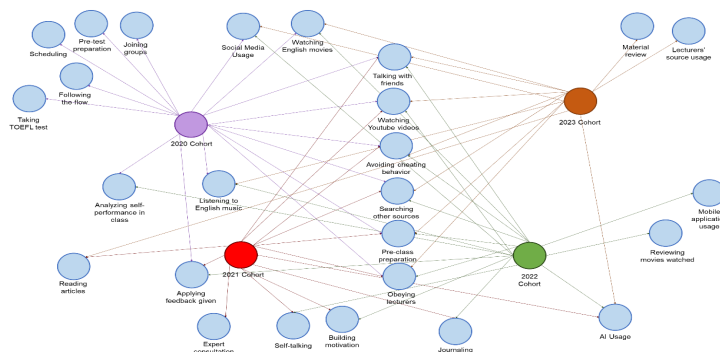 Scheduling
Pre-test
preparation
Joining
groups
Social Media
Usage
Watching
English movies
Material
review
Lecturers'
source usage
Talking with
friends
Following
the flow
Taking
TOEFL test
Watching
Youtube videos
2020 Cohort
2023 Cohort
Avoiding cheating
behavior
Analyzing self-
performance in
class
Listening to
English music
Searching
other sources
Mobile
application
usage
Pre-class
preparation
Reviewing
movies watched
Reading
articles
2021 Cohort
2022
Cohort
Applying
feedback given
Obeying
lecturers
Expert
consultation
Self-talking
Building
motivation
Journaling
AI Usage